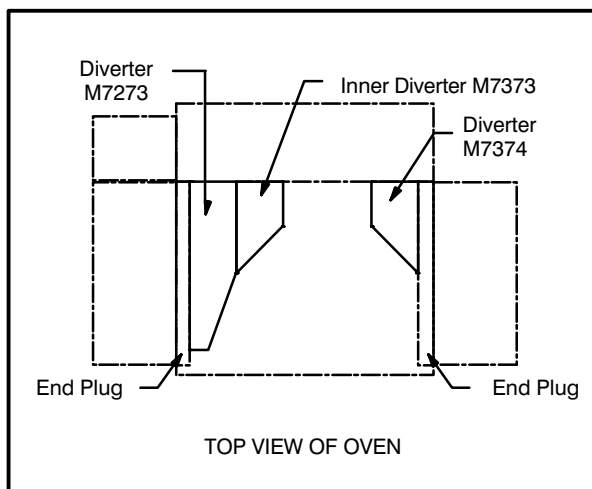 Diverter
M7273
Inner Diverter M7373
Diverter
M7374
End Plug
End Plug
TOP VIEW OF OVEN